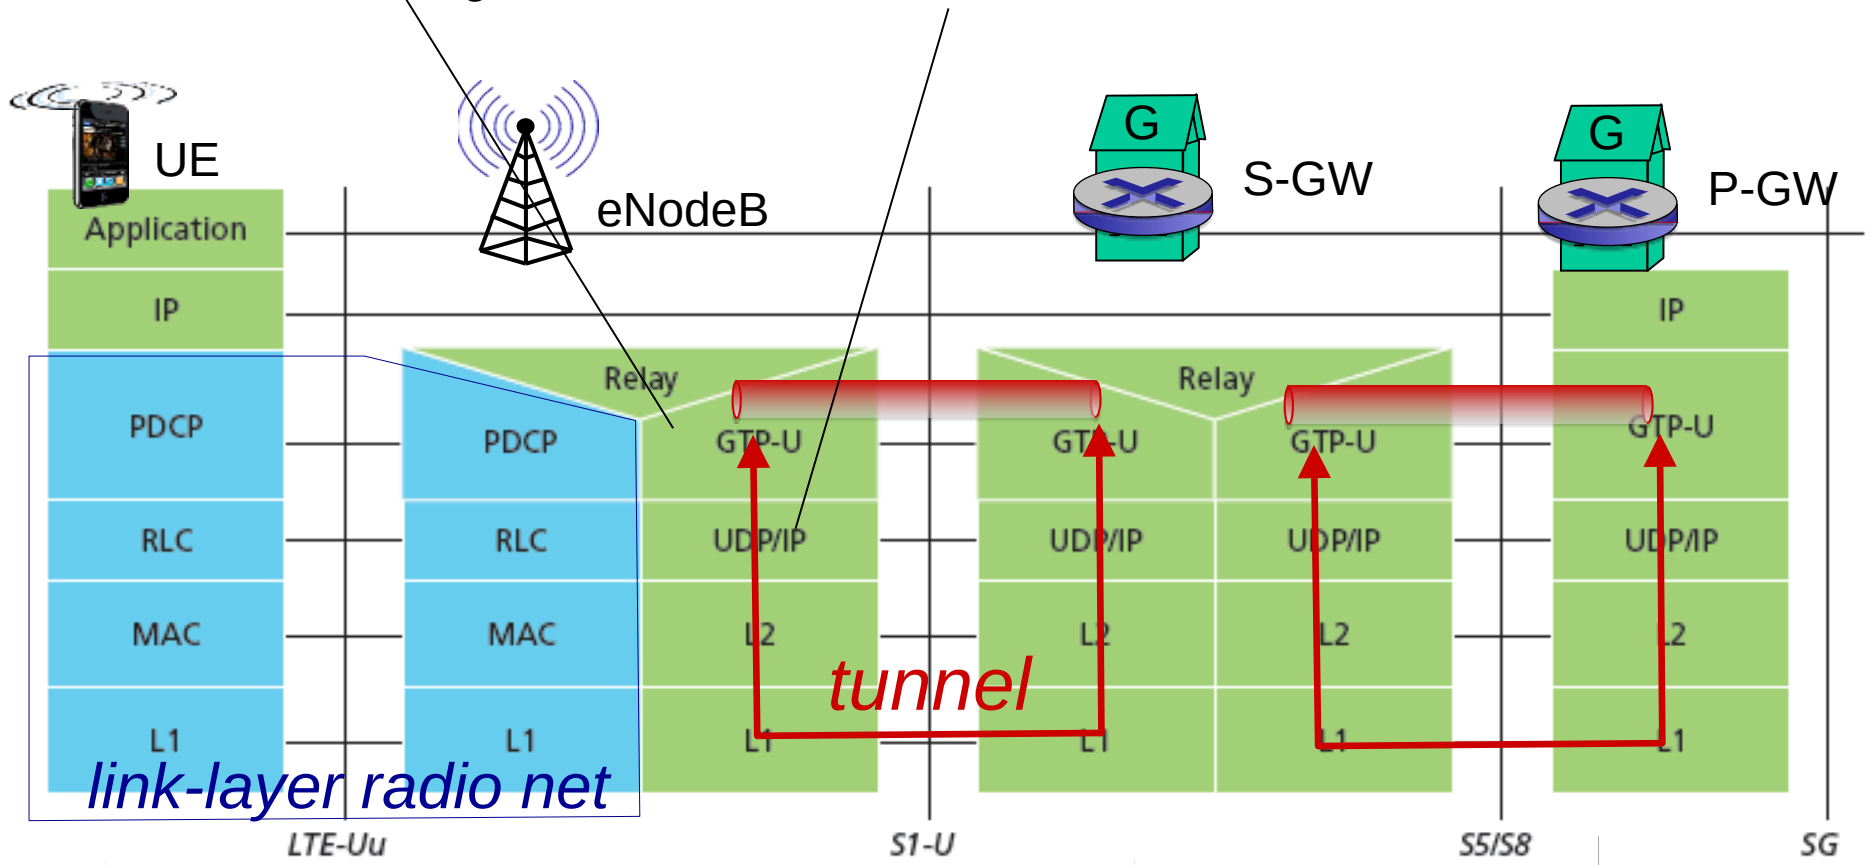 G
G
UE
S-GW
P-GW
eNodeB
Application
IP
IP
Relay
Relay
PDCP
PDCP
GTP-U
GTP-U
GTP-U
GTP-U
RLC
RLC
UDP/IP
UDP/IP
UDP/IP
UDP/IP
MAC
MAC
L2
L2
L2
L2
tunnel
L1
L1
L1
L1
L1
L1
link-layer radio net
LTE-Uu
S1-U
S5/S8
SG